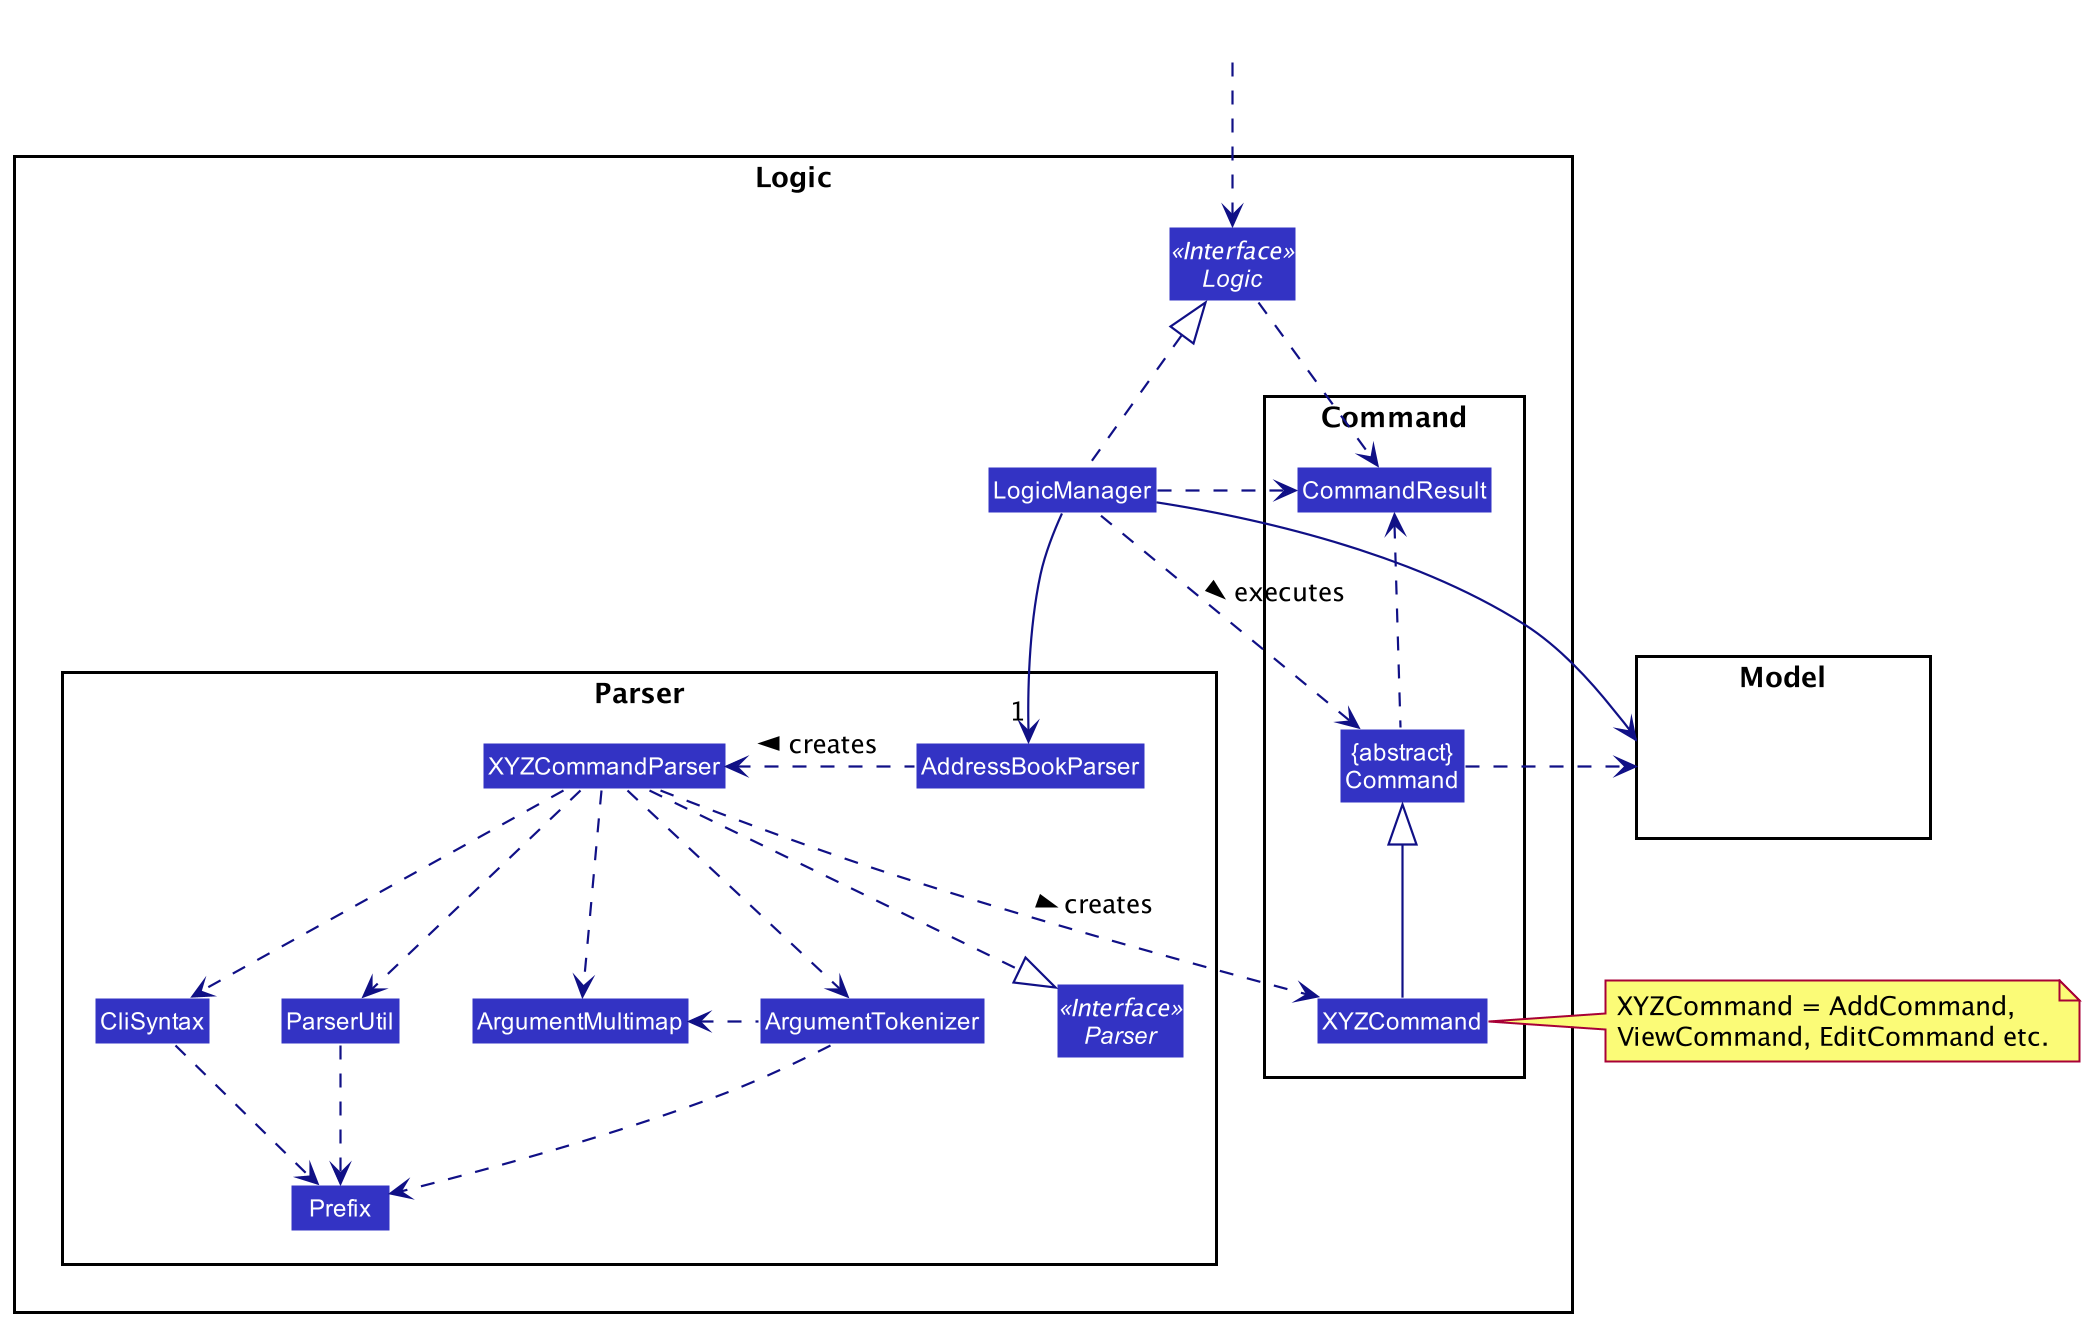 Logic
«Interface»
Logic
Command
LogicManager
CommandResult
executes
Parser
Model
1
creates
XYZCommandParser
AddressBookParser
{abstract}
Command
creates
CliSyntax
ParserUtil
ArgumentMultimap
ArgumentTokenizer
«Interface»
Parser
XYZCommand
XYZCommand = AddCommand,
ViewCommand, EditCommand etc.
Prefix